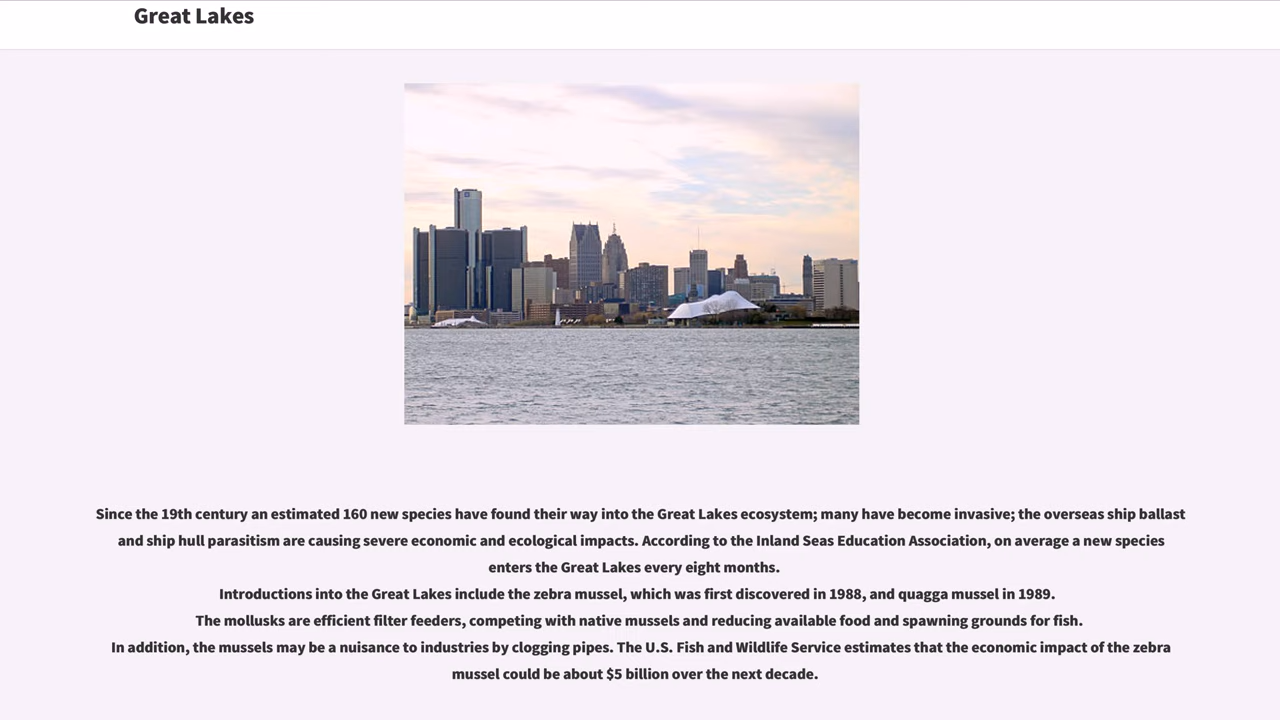 Great Lakes
Since the 19th century an estimated 160 new species have found their way into the Great Lakes ecosystem; many have become invasive; the overseas ship ballast
and ship hull parasitism are causing severe economic and ecological impacts. According to the Inland Seas Education Association, on average a new species
enters the Great Lakes every eight months.
Introductions into the Great Lakes include the zebra mussel, which was first discovered in 1988, and quagga mussel in 1989.
The mollusks are efficient filter feeders, competing with native mussels and reducing available food and spawning grounds for fish.
In addition, the mussels may be a nuisance to industries by clogging pipes. The U.S. Fish and Wildlife Service estimates that the economic impact of the zebra
mussel could be about $5 billion over the next decade.